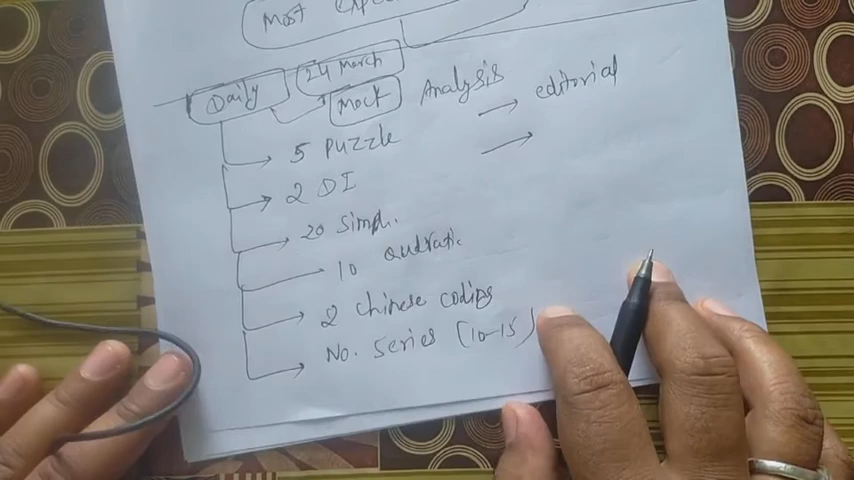 Most Expe
24 March
Daily
Mock Analysis → editorial
→ 5 Puzzle →
→ 2 DI
→ 20 Simpl.
→ 10 Quadratic
→ 2 Chinese coding
→ No. Series (10-15)